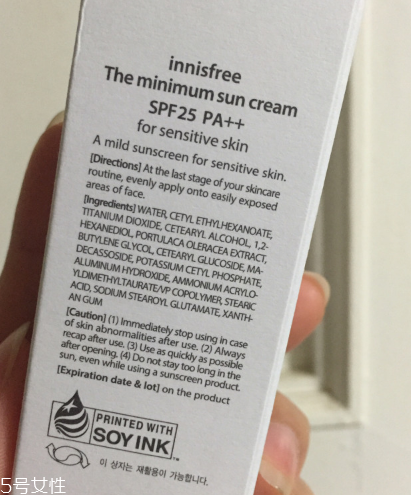 innisfree
The minimum sun cream
SPF25 PA++
for sensitive skin
A mild sunscreen for sensitive skin.
[Directions] At the last stage of your skincare
routine, evenly apply onto easily exposed
areas of face.
[Ingredients] WATER, CETYL ETHYLHEXANOATE,
TITANIUM DIOXIDE, CETEARYL ALCOHOL, 1,2-
HEXANEDIOL, PORTULACA OLERACEA EXTRACT,
BUTYLENE GLYCOL, CETEARYL GLUCOSIDE, MA-
DECASSOSIDE, POTASSIUM CETYL PHOSPHATE,
ALUMINUM HYDROXIDE, AMMONIUM ACRYLO-
YLDIMETHYLTAURATE/VP COPOLYMER, STEARIC
ACID, SODIUM STEAROYL GLUTAMATE, XANTH-
AN GUM
[Caution] (1) Immediately stop using in case
of skin abnormalities after use. (2) Always
recap after use. (3) Use as quickly as possible
after opening. (4) Do not stay too long in the
sun, even while using a sunscreen product.
[Expiration date & lot] on the product
PRINTED WITH
SOY INK™
이 상자는 재활용이 가능합니다.
5号女性